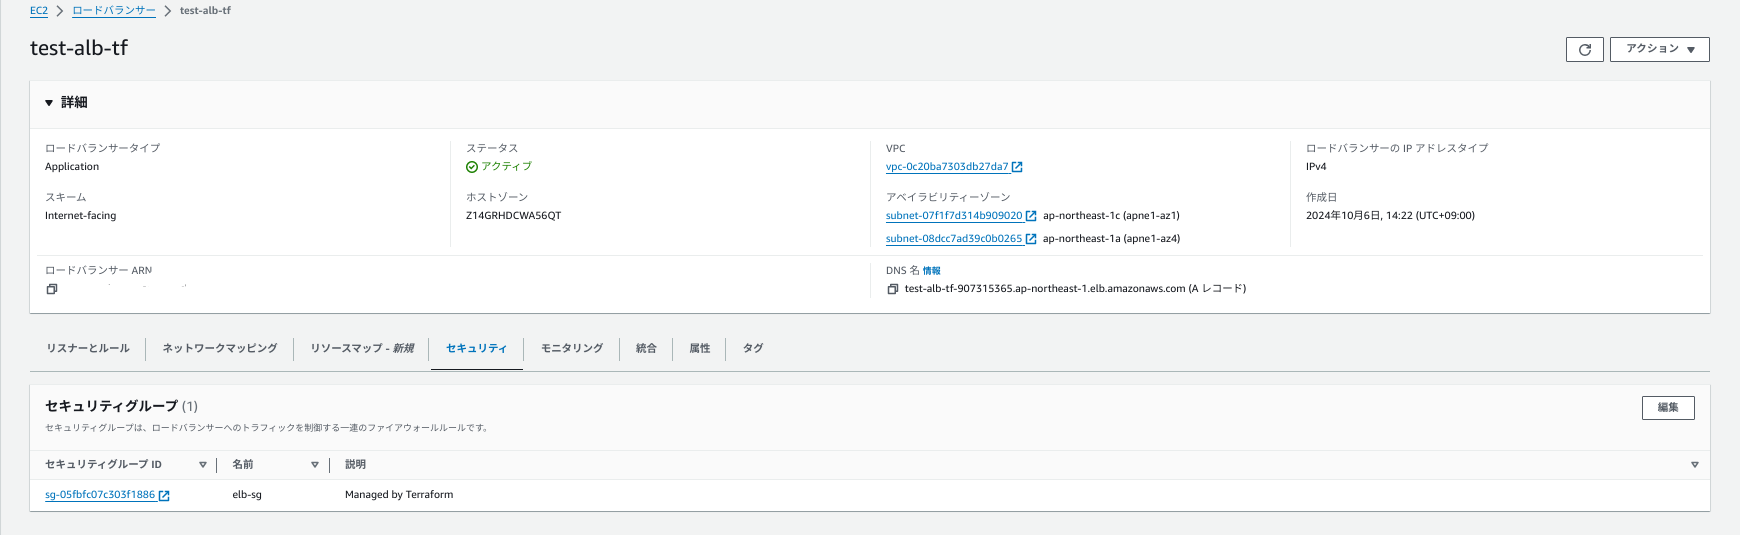 EC2 > ロードバランサー > test-alb-tf
test-alb-tf
アクション ▼
▼ 詳細
ロードバランサータイプ
Application
ステータス
アクティブ
VPC
vpc-0c20ba7303db27da7
ロードバランサーの IP アドレスタイプ
IPv4
スキーム
Internet-facing
ホストゾーン
Z14GRHDCWA56QT
アベイラビリティーゾーン
subnet-07f1f7d314b909020 ap-northeast-1c (apne1-az1)
subnet-08dcc7ad39c0b0265 ap-northeast-1a (apne1-az4)
作成日
2024年10月6日, 14:22 (UTC+09:00)
ロードバランサー ARN
DNS 名 情報
test-alb-tf-907315365.ap-northeast-1.elb.amazonaws.com (A レコード)
リスナーとルール ネットワークマッピング リソースマップ - 新規 セキュリティ モニタリング 統合 属性 タグ
セキュリティグループ (1)
編集
セキュリティグループは、ロードバランサーへのトラフィックを制御する一連のファイアウォールルールです。
セキュリティグループ ID 名前 説明
sg-05fbfc07c303f1886 elb-sg Managed by Terraform